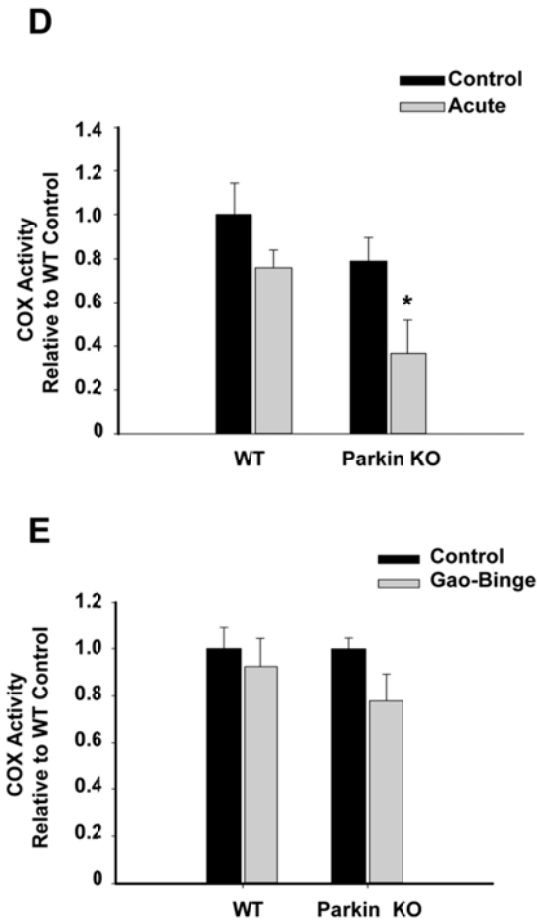 D
Control
Acute
COX Activity
Relative to WT Control
1.4
1.2
1.0
0.8
0.6
0.4
0.2
0
*
WT Parkin KO
E
Control
Gao-Binge
COX Activity
Relative to WT Control
1.2
1.0
0.8
0.6
0.4
0.2
0
WT Parkin KO